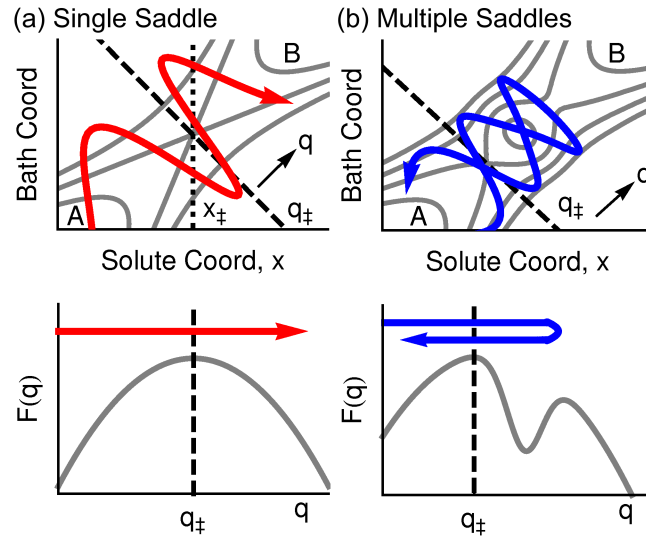 (a) Single Saddle
(b) Multiple Saddles
Bath Coord
A
B
q
x‡
q‡
Solute Coord, x
Bath Coord
A
B
q
q‡
Solute Coord, x
F(q)
q‡
q
F(q)
q‡
q